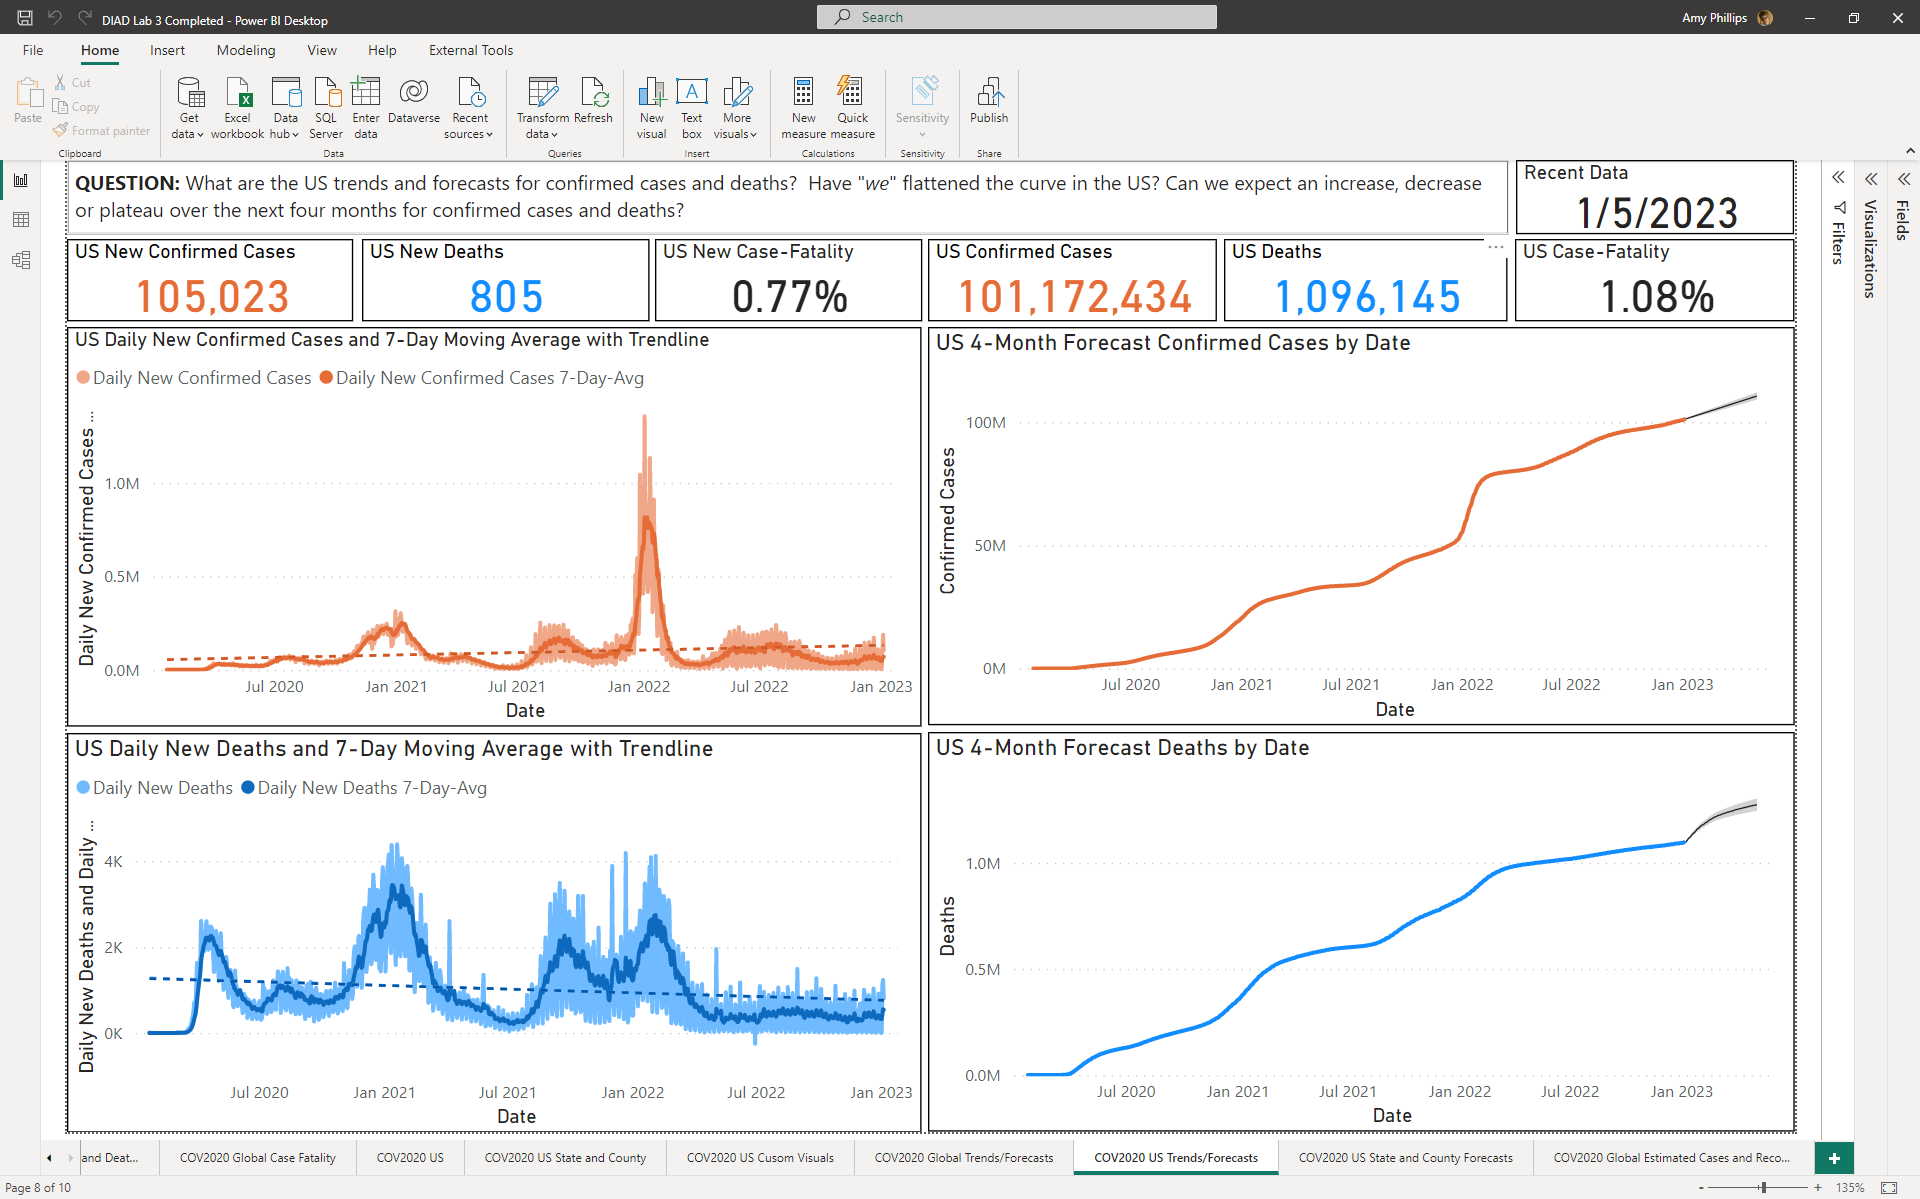 DIAD Lab 3 Completed - Power BI Desktop
Search
Amy Phillips
File Home Insert Modeling View Help External Tools
Paste
Cut
Copy
Format painter
Clipboard
Get data
Excel workbook
Data hub
SQL Server
Enter data
Dataverse
Recent sources
Data
Transform data
Refresh
Queries
New visual
Text box
More visuals
Insert
New measure
Quick measure
Calculations
Sensitivity
Sensitivity
Publish
Share
QUESTION: What are the US trends and forecasts for confirmed cases and deaths? Have "we" flattened the curve in the US? Can we expect an increase, decrease
or plateau over the next four months for confirmed cases and deaths?
Recent Data
1/5/2023
Filters
Visualizations
Fields
US New Confirmed Cases
105,023
US New Deaths
805
US New Case-Fatality
0.77%
US Confirmed Cases
101,172,434
US Deaths
1,096,145
US Case-Fatality
1.08%
US Daily New Confirmed Cases and 7-Day Moving Average with Trendline
Daily New Confirmed Cases Daily New Confirmed Cases 7-Day-Avg
Daily New Confirmed Cases ...
1.0M
0.5M
0.0M
Jul 2020 Jan 2021 Jul 2021 Jan 2022 Jul 2022 Jan 2023
Date
US 4-Month Forecast Confirmed Cases by Date
Confirmed Cases
100M
50M
0M
Jul 2020 Jan 2021 Jul 2021 Jan 2022 Jul 2022 Jan 2023
Date
US Daily New Deaths and 7-Day Moving Average with Trendline
Daily New Deaths Daily New Deaths 7-Day-Avg
Daily New Deaths and Daily ...
4K
2K
0K
Jul 2020 Jan 2021 Jul 2021 Jan 2022 Jul 2022 Jan 2023
Date
US 4-Month Forecast Deaths by Date
Deaths
1.0M
0.5M
0.0M
Jul 2020 Jan 2021 Jul 2021 Jan 2022 Jul 2022 Jan 2023
Date
and Deat... COV2020 Global Case Fatality COV2020 US COV2020 US State and County COV2020 US Cusom Visuals COV2020 Global Trends/Forecasts COV2020 US Trends/Forecasts COV2020 US State and County Forecasts COV2020 Global Estimated Cases and Reco...
Page 8 of 10
- + 135%